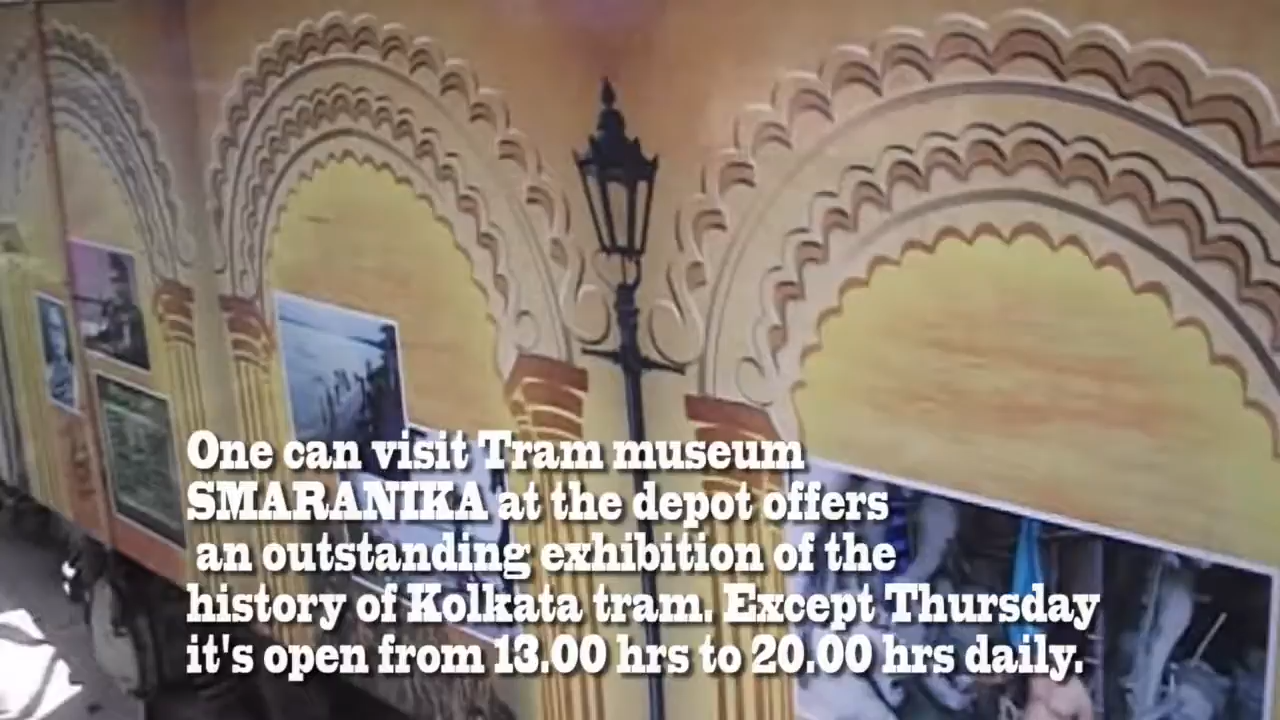 One can visit Tram museum
SMARANIKA at the depot offers
an outstanding exhibition of the
history of Kolkata tram. Except Thursday
it's open from 13.00 hrs to 20.00 hrs daily.